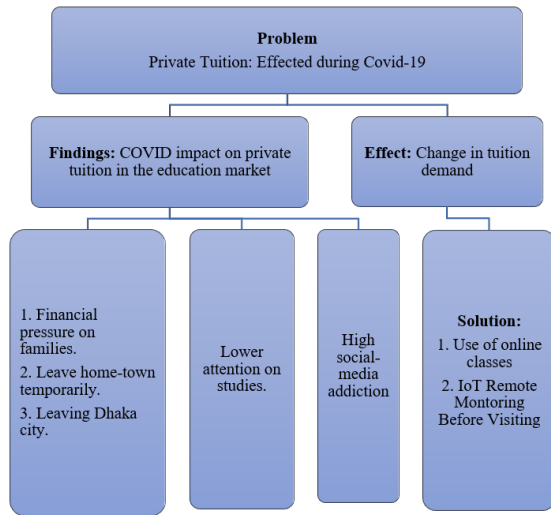 Problem
Private Tuition: Effected during Covid-19
Findings: COVID impact on private
tuition in the education market
Effect: Change in tuition
demand
1. Financial
pressure on
families.
2. Leave home-town
temporarily.
3. Leaving Dhaka
city.
Lower
attention on
studies.
High
social-
media
addiction
Solution:
1. Use of online
classes
2. IoT Remote
Montoring
Before Visiting